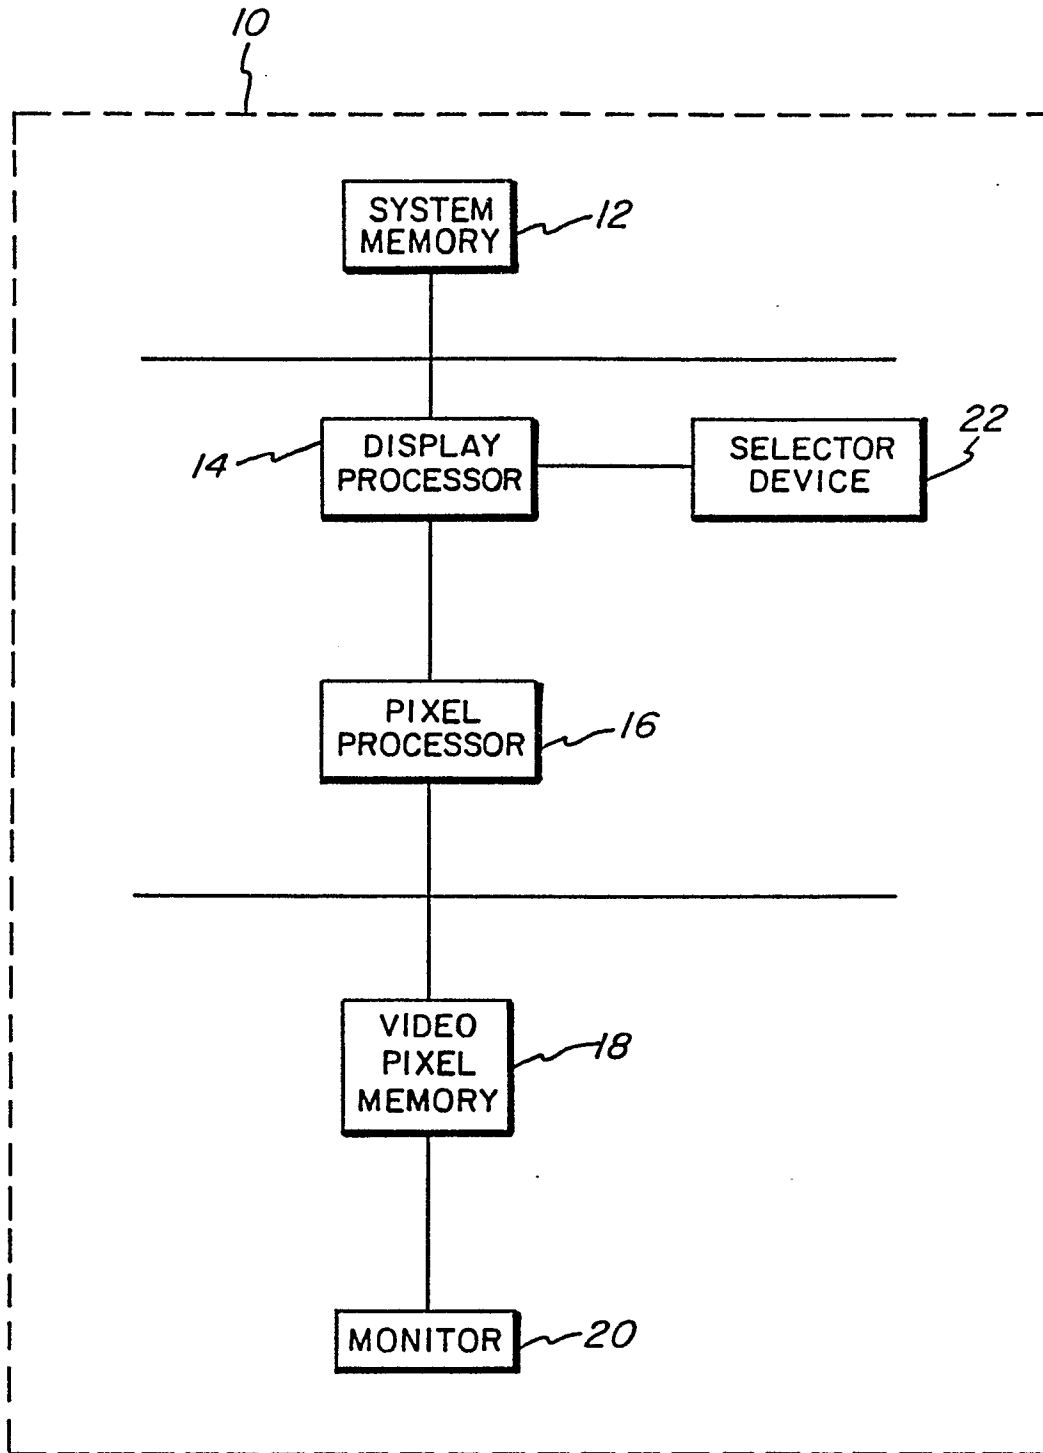 10
SYSTEM
MEMORY
12
14
DISPLAY
PROCESSOR
SELECTOR
DEVICE
22
PIXEL
PROCESSOR
16
VIDEO
PIXEL
MEMORY
18
MONITOR
20